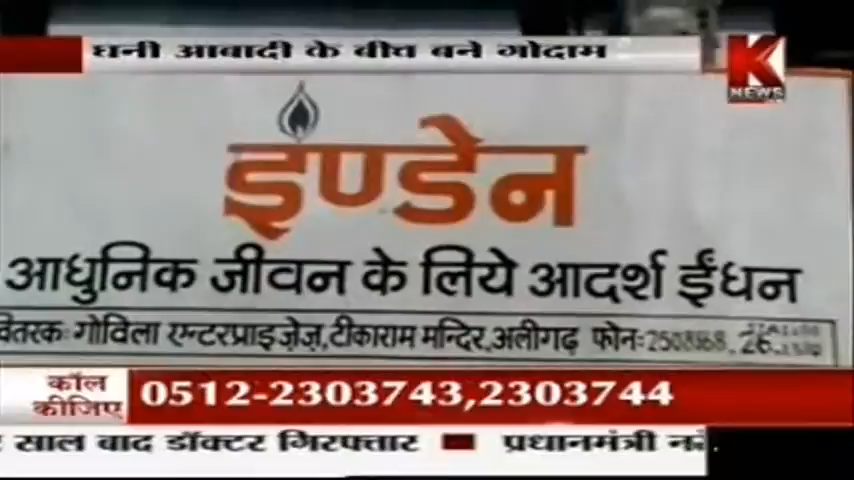 घनी आबादी के बीच बने गोदाम
K
NEWS
इण्डेन
आधुनिक जीवन के लिये आदर्श ईंधन
वितरक: गोविला एन्टरप्राइज़ेज़,टीकाराम मन्दिर,अलीगढ़ फोन:
कॉल
कीजिए
0512-2303743,2303744
साल बाद डॉक्टर गिरफ्तार
प्रधानमंत्री